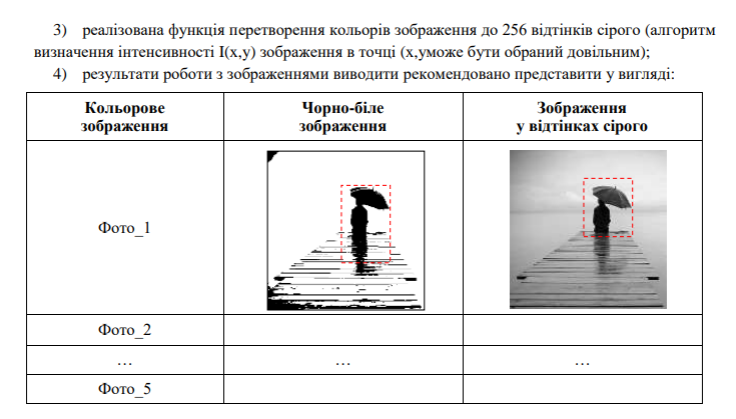 3) реалізована функція перетворення кольорів зображення до 256 відтінків сірого (алгоритм
визначення інтенсивності I(x,y) зображення в точці (x,yможе бути обраний довільним);
4) результати роботи з зображеннями виводити рекомендовано представити у вигляді:
Кольорове
зображення
Чорно-біле
зображення
Зображення
у відтінках сірого
Фото_1
Фото_2
…
…
…
Фото_5